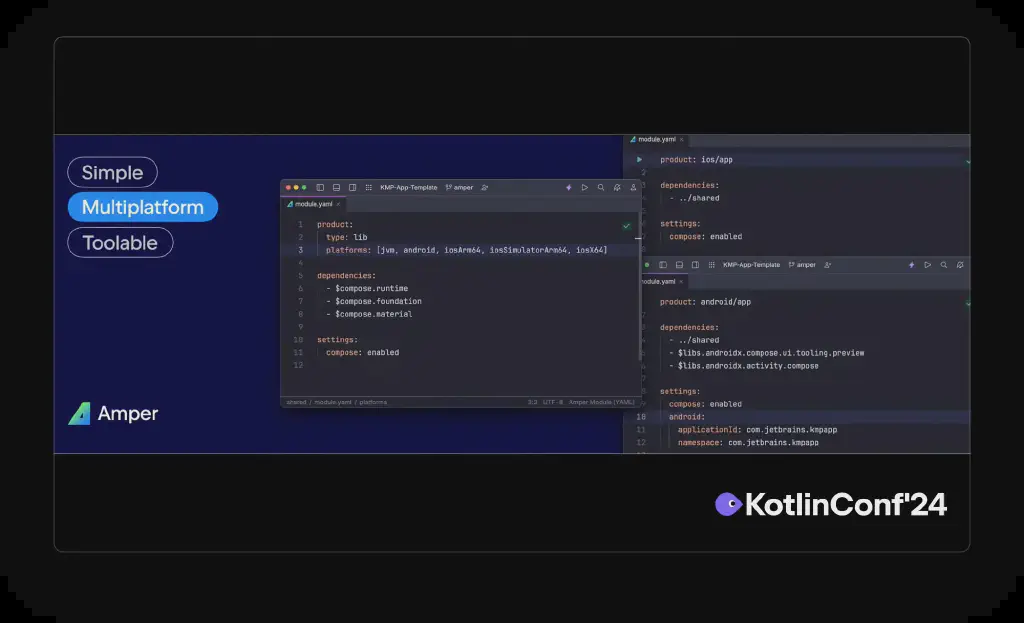 Simple
Multiplatform
Toolable
Amper
KMP-App-Template amper
module.yaml ×
1 product:
2 type: lib
3 platforms: [jvm, android, iosArm64, iosSimulatorArm64, iosX64]
4
5 dependencies:
6 - $compose.runtime
7 - $compose.foundation
8 - $compose.material
9
10 settings:
11 compose: enabled
12
shared / module.yaml / platforms
3:3 UTF-8 Amper Module (YAML)
module.yaml ×
product: ios/app
2
dependencies:
- ../shared
settings:
compose: enabled
KMP-App-Template amper
module.yaml ×
product: android/app
dependencies:
- ../shared
- $libs.androidx.compose.ui.tooling.preview
- $libs.androidx.activity.compose
settings:
compose: enabled
10 android:
11 applicationId: com.jetbrains.kmpapp
12 namespace: com.jetbrains.kmpapp
KotlinConf'24